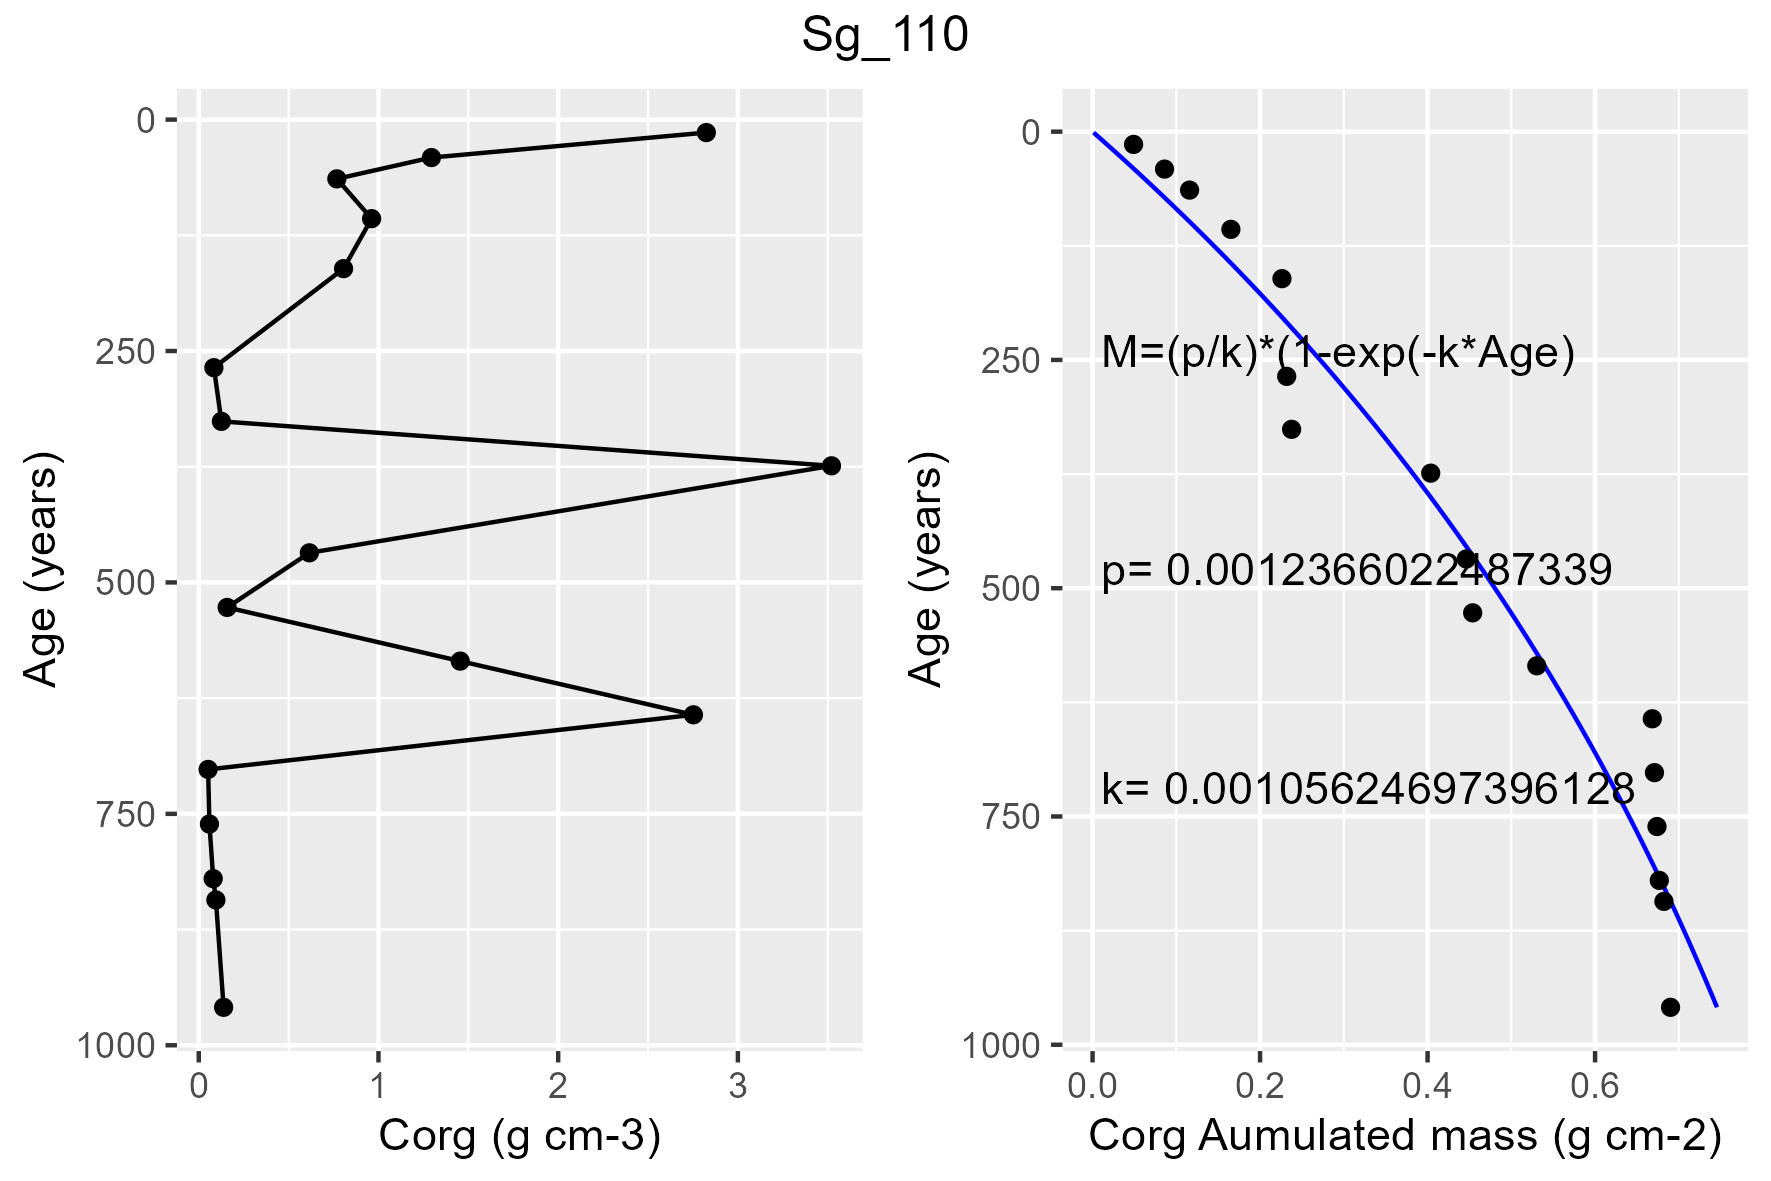 Sg_110
0
250
500
750
1000
Age (years)
0
1
2
3
Corg (g cm-3)
0
250
500
750
1000
Age (years)
M=(p/k)*(1-exp(-k*Age)
p= 0.0012366022487339
k= 0.00105624697396128
0.0
0.2
0.4
0.6
Corg Aumulated mass (g cm-2)